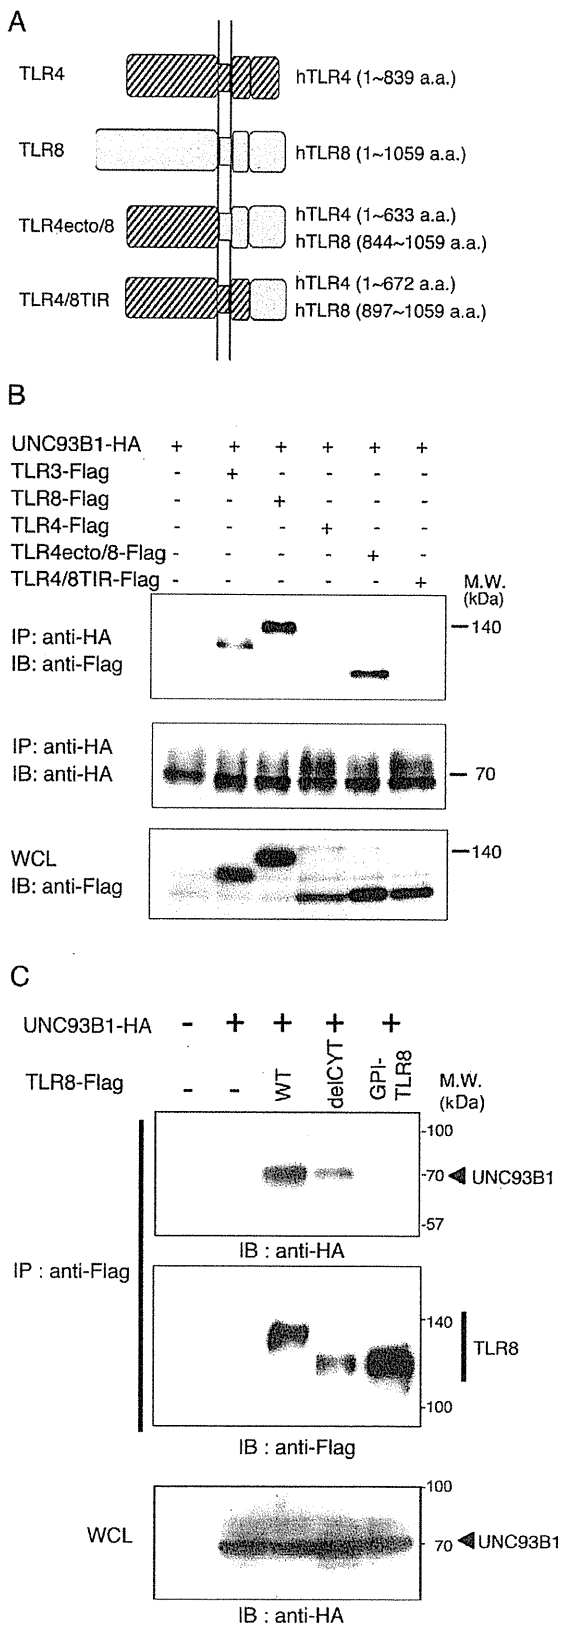 A
TLR4 hTLR4 (1~839 a.a.)
TLR8 hTLR8 (1~1059 a.a.)
TLR4ecto/8 hTLR4 (1~633 a.a.)
hTLR8 (844~1059 a.a.)
TLR4/8TIR hTLR4 (1~672 a.a.)
hTLR8 (897~1059 a.a.)
B
UNC93B1-HA + + + + + +
TLR3-Flag - + - - - -
TLR8-Flag - - + - - -
TLR4-Flag - - - + - -
TLR4ecto/8-Flag - - - - + -
TLR4/8TIR-Flag - - - - - +
M.W.
(kDa)
IP: anti-HA
IB: anti-Flag
140
IP: anti-HA
IB: anti-HA
70
WCL
IB: anti-Flag
140
C
UNC93B1-HA - + + + +
TLR8-Flag - - WT delCYT GPI-TLR8
M.W.
(kDa)
-100
-70 UNC93B1
-57
IB : anti-HA
IP : anti-Flag
140
TLR8
100
IB : anti-Flag
WCL
100
70 UNC93B1
IB : anti-HA